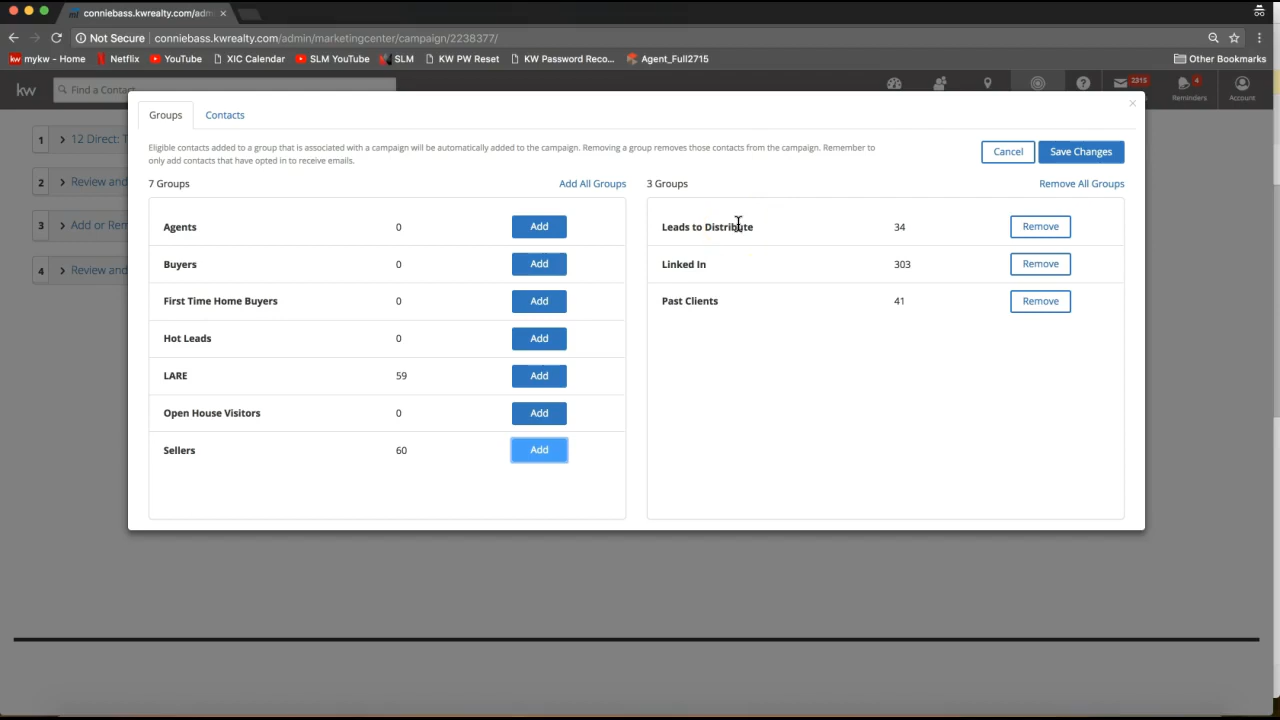 conniebass.kwrealty.com/adm
Not Secure
conniebass.kwrealty.com/admin/marketingcenter/campaign/2238377/
kw mykw - Home
Netflix
YouTube
XIC Calendar
SLM YouTube
SLM
KW PW Reset
KW Password Reco...
Agent_Full2715
Other Bookmarks
kw
Find a Contact
2315
4
Reminders
Account
Groups
Contacts
Eligible contacts added to a group that is associated with a campaign will be automatically added to the campaign. Removing a group removes those contacts from the campaign. Remember to
only add contacts that have opted in to receive emails.
Cancel
Save Changes
1
12 Direct: T
2
Review and
3
Add or Rem
4
Review and
7 Groups
Add All Groups
Agents 0 Add
Buyers 0 Add
First Time Home Buyers 0 Add
Hot Leads 0 Add
LARE 59 Add
Open House Visitors 0 Add
Sellers 60 Add
3 Groups
Remove All Groups
Leads to Distribute 34 Remove
Linked In 303 Remove
Past Clients 41 Remove